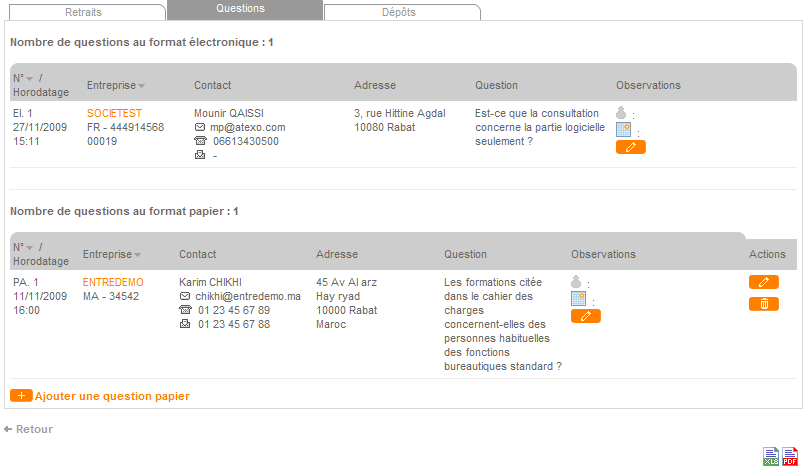 Retraits Questions Dépôts
Nombre de questions au format électronique : 1
N° / Horodatage Entreprise Contact Adresse Question Observations
El. 1 SOCIETEST Mounir QAISSI 3, rue Hittine Agdal Est-ce que la consultation :
27/11/2009 FR - 444914568 mp@atexo.com 10080 Rabat concerne la partie logicielle :
15:11 00019 06613430500 seulement ?
-
Nombre de questions au format papier : 1
N° / Horodatage Entreprise Contact Adresse Question Observations Actions
PA. 1 ENTREDEMO Karim CHIKHI 45 Av Al arz Les formations citée :
11/11/2009 MA - 34542 chikhi@entredemo.ma Hay ryad dans le cahier des :
16:00 01 23 45 67 89 10000 Rabat charges
01 23 45 67 88 Maroc concernent-elles des
personnes habituelles
des fonctions
bureautiques standard ?
+ Ajouter une question papier
Retour
XLS PDF